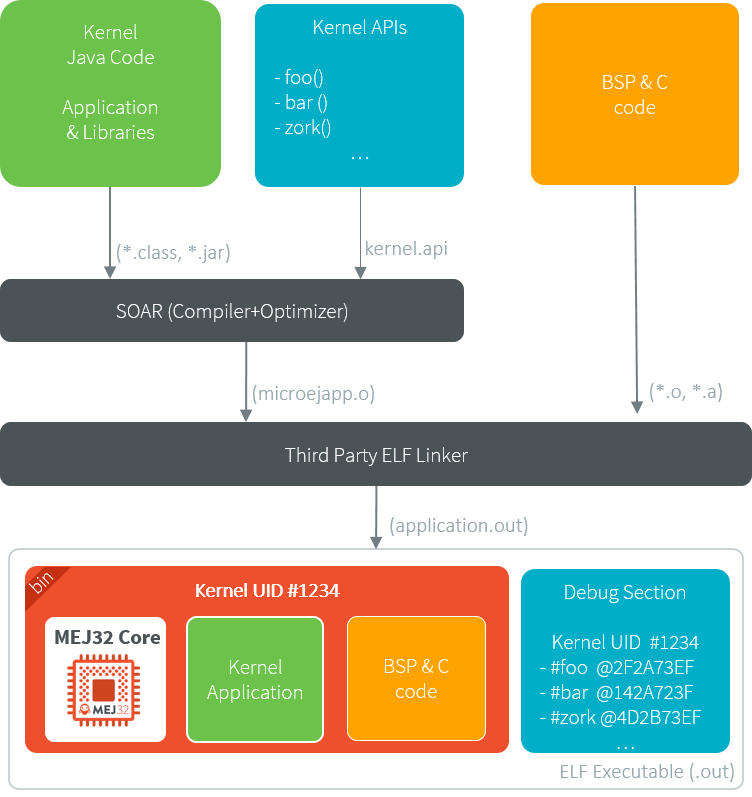 Kernel
Java Code
Application
& Libraries
Kernel APIs
- foo()
- bar ()
- zork()
...
BSP & C
code
(*.class, *.jar)
kernel.api
SOAR (Compiler+Optimizer)
(microejapp.o)
(*.o, *.a)
Third Party ELF Linker
(application.out)
bin
Kernel UID #1234
MEJ32 Core
MEJ32
Kernel
Application
BSP & C
code
Debug Section
Kernel UID #1234
- #foo @2F2A73EF
- #bar @142A723F
- #zork @4D2B73EF
...
ELF Executable (.out)